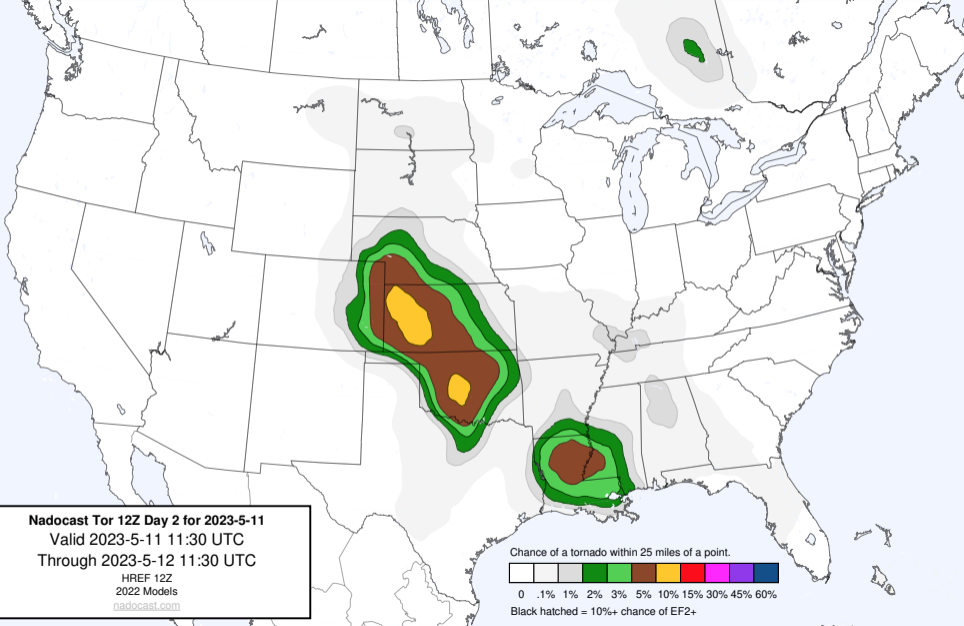 Nadocast Tor 12Z Day 2 for 2023-5-11
Valid 2023-5-11 11:30 UTC
Through 2023-5-12 11:30 UTC
HREF 12Z
2022 Models
nadocast.com
Chance of a tornado within 25 miles of a point.
0 .1% 1% 2% 3% 5% 10% 15% 30% 45% 60%
Black hatched = 10%+ chance of EF2+